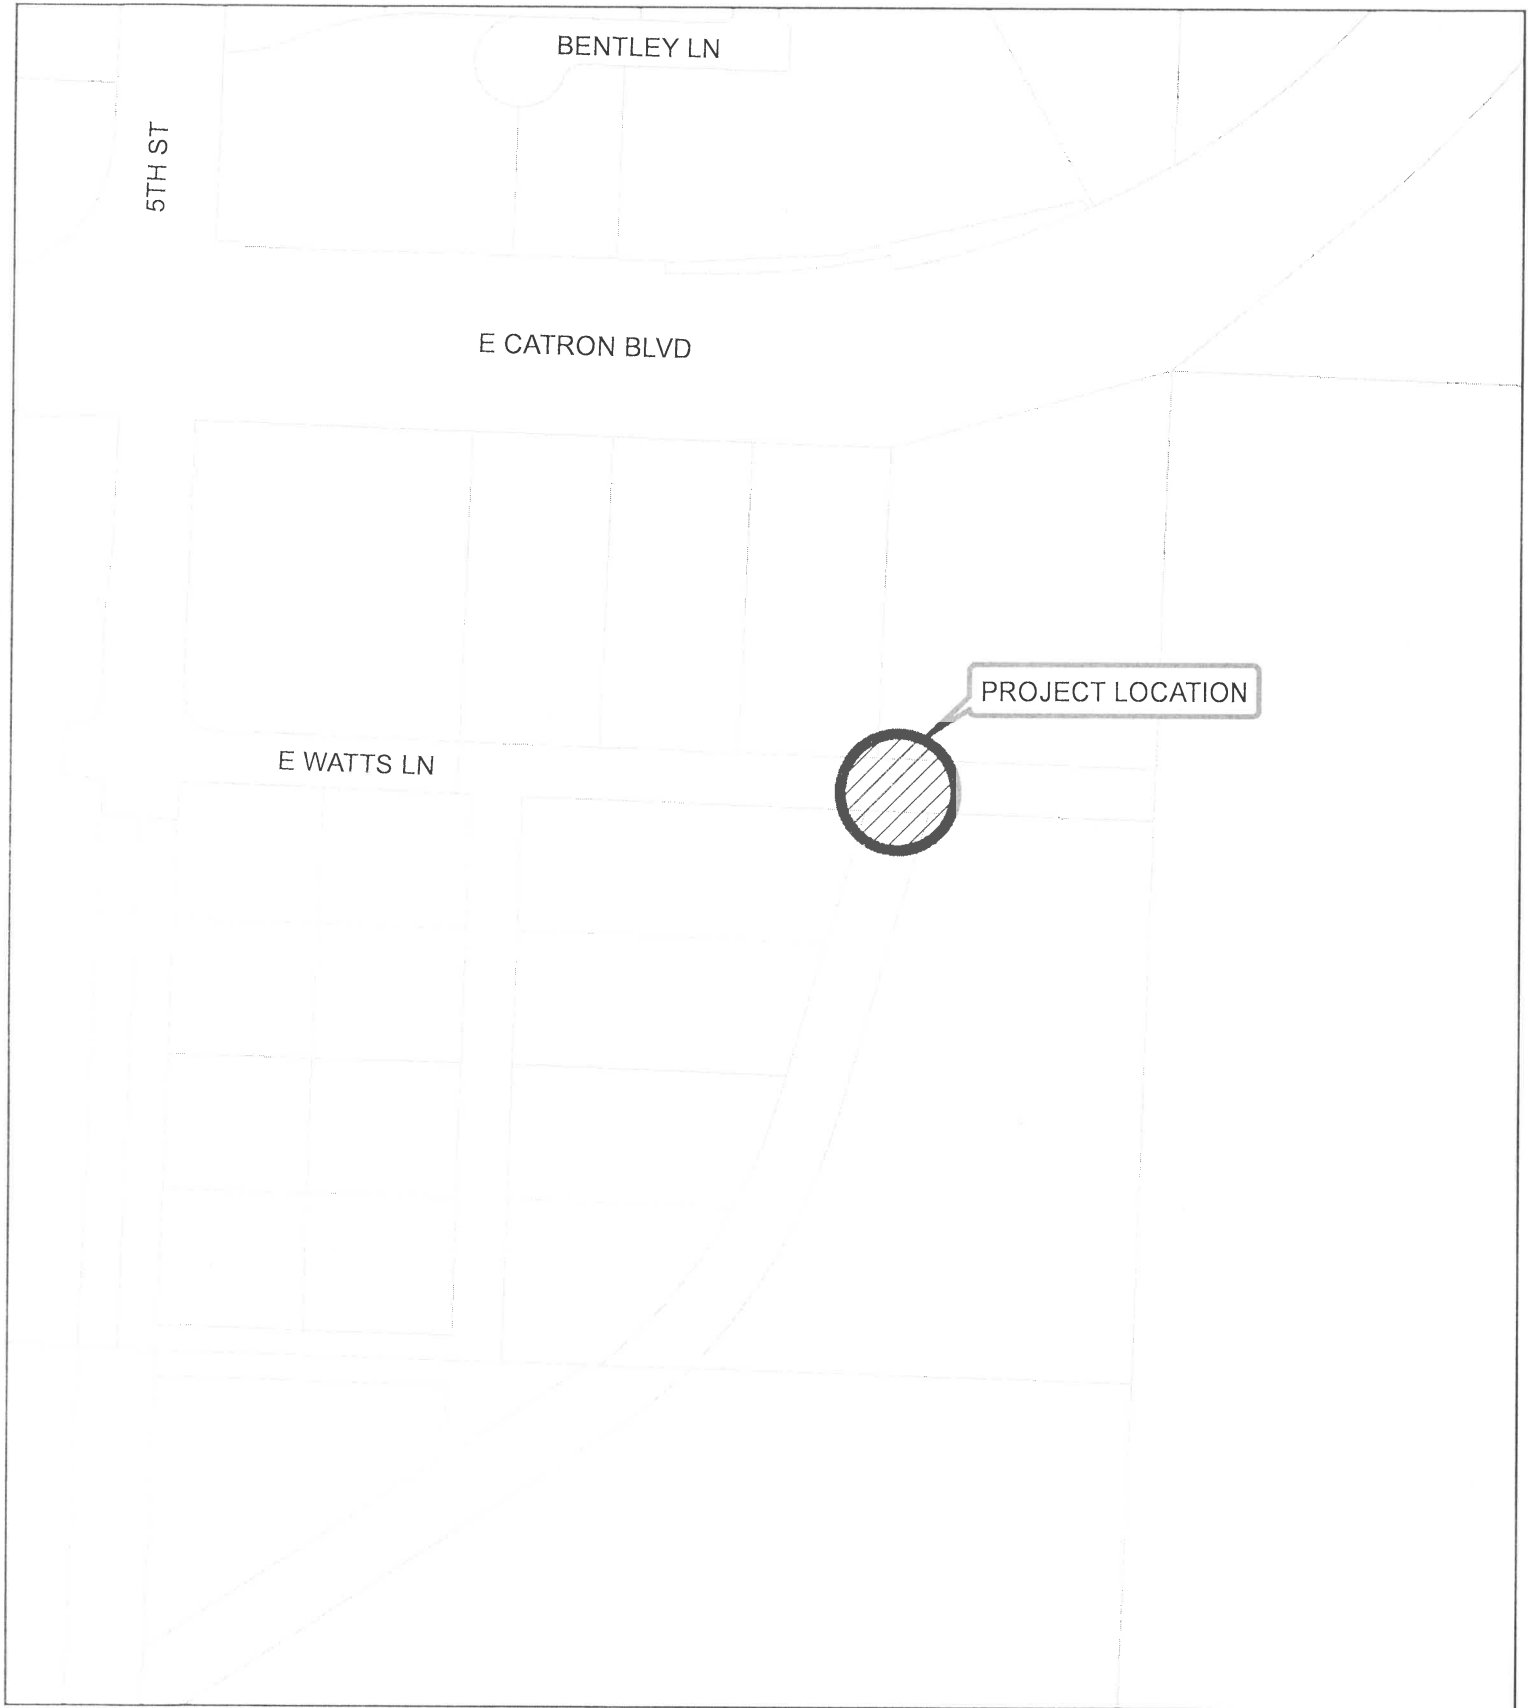 BENTLEY LN
5TH ST
E CATRON BLVD
PROJECT LOCATION
E WATTS LN